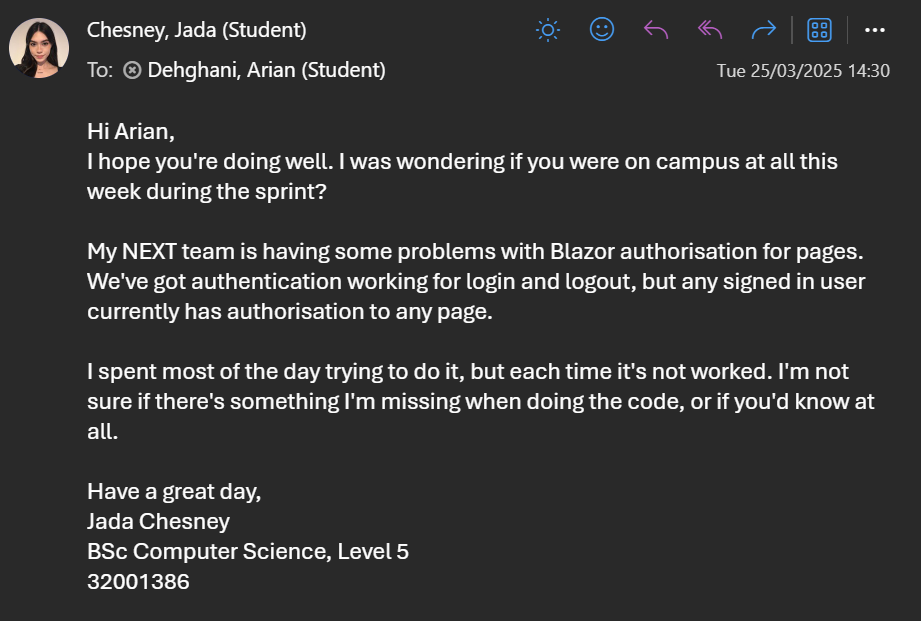 Chesney, Jada (Student)
To: Dehghani, Arian (Student)
Tue 25/03/2025 14:30
Hi Arian,
I hope you're doing well. I was wondering if you were on campus at all this
week during the sprint?
My NEXT team is having some problems with Blazor authorisation for pages.
We've got authentication working for login and logout, but any signed in user
currently has authorisation to any page.
I spent most of the day trying to do it, but each time it's not worked. I'm not
sure if there's something I'm missing when doing the code, or if you'd know at
all.
Have a great day,
Jada Chesney
BSc Computer Science, Level 5
32001386